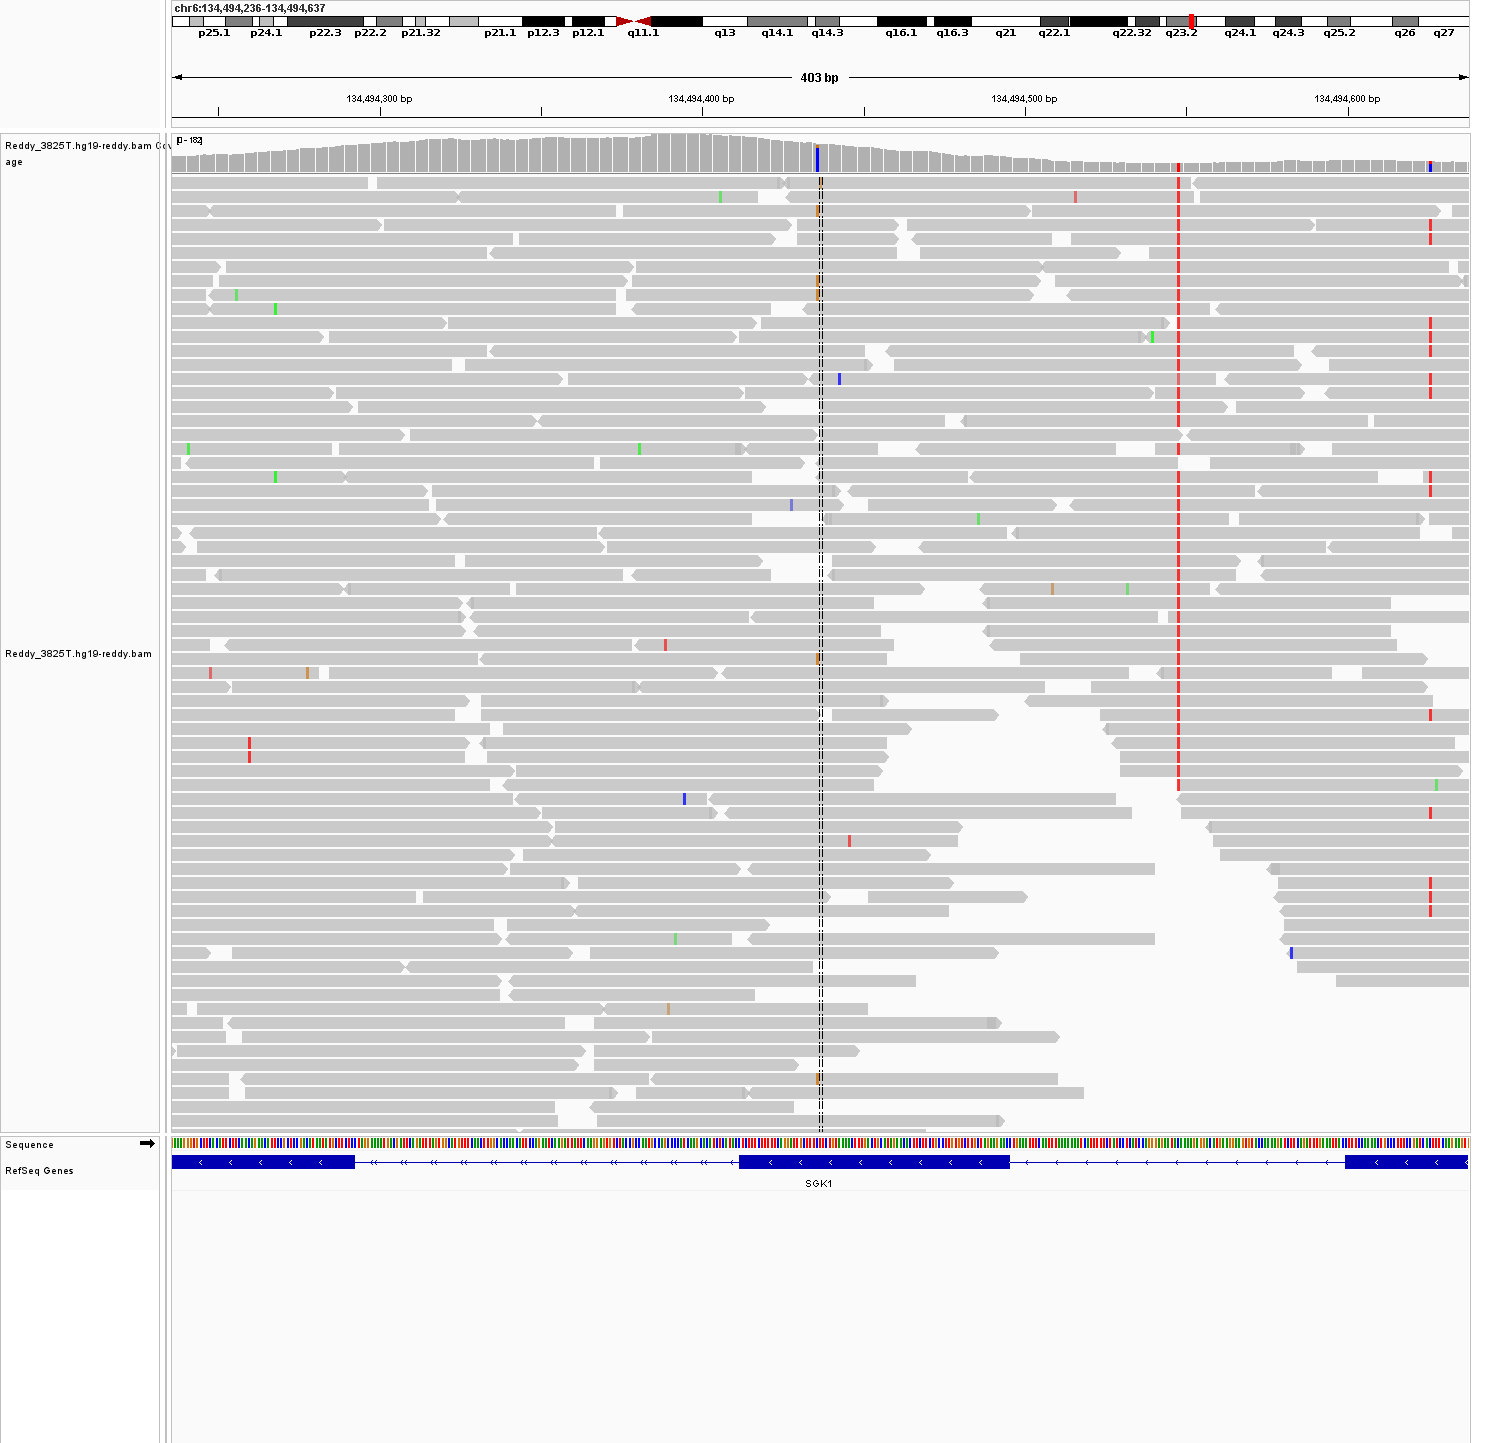 chr6:134,494,236-134,494,637
p25.1 p24.1 p22.3 p22.2 p21.32 p21.1 p12.3 p12.1 q11.1 q13 q14.1 q14.3 q16.1 q16.3 q21 q22.1 q22.32 q23.2 q24.1 q24.3 q25.2 q26 q27
403 bp
134,494,300 bp 134,494,400 bp 134,494,500 bp 134,494,600 bp
[0 - 182]
Reddy_3825T.hg19-reddy.bam Cov
age
Reddy_3825T.hg19-reddy.bam
Sequence
RefSeq Genes
SGK1